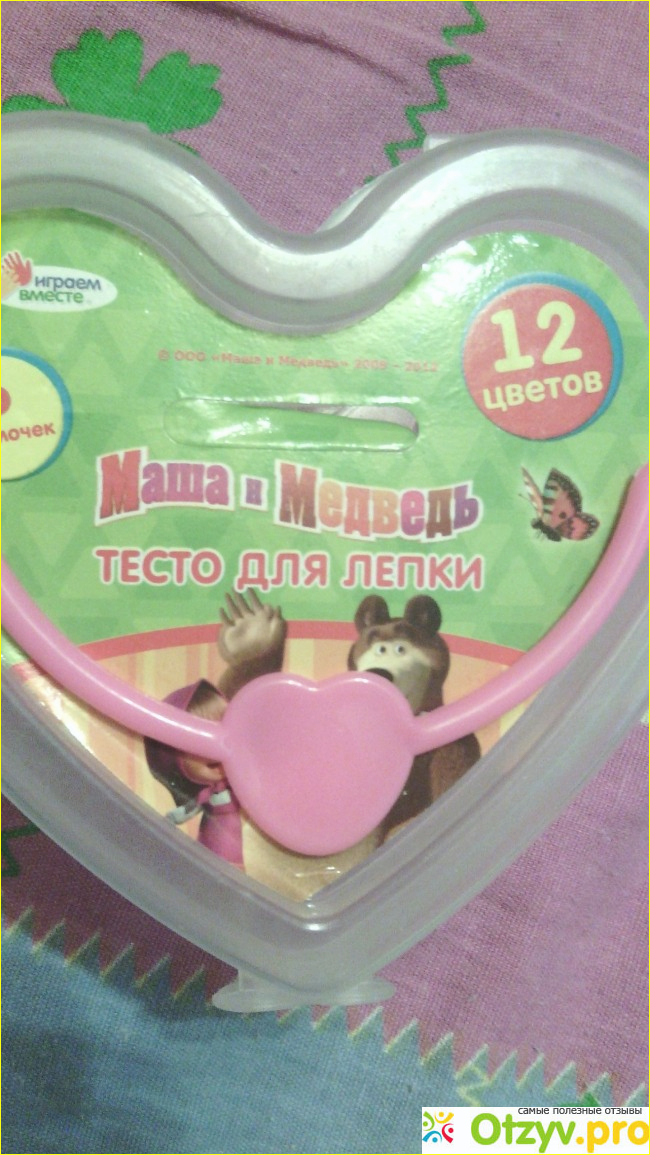 играем
вместе
12
цветов
© ООО «Маша и Медведь» 2008 - 2012
Маша и Медведь
ТЕСТО ДЛЯ ЛЕПКИ
самые полезные отзывы
Otzyv.pro